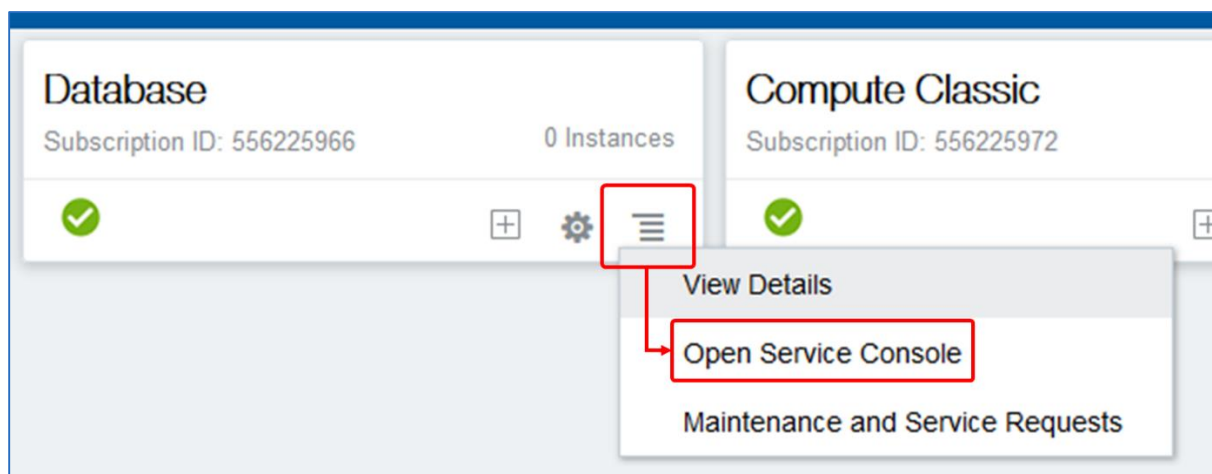 Database
Subscription ID: 556225966
0 Instances
Compute Classic
Subscription ID: 556225972
View Details
Open Service Console
Maintenance and Service Requests